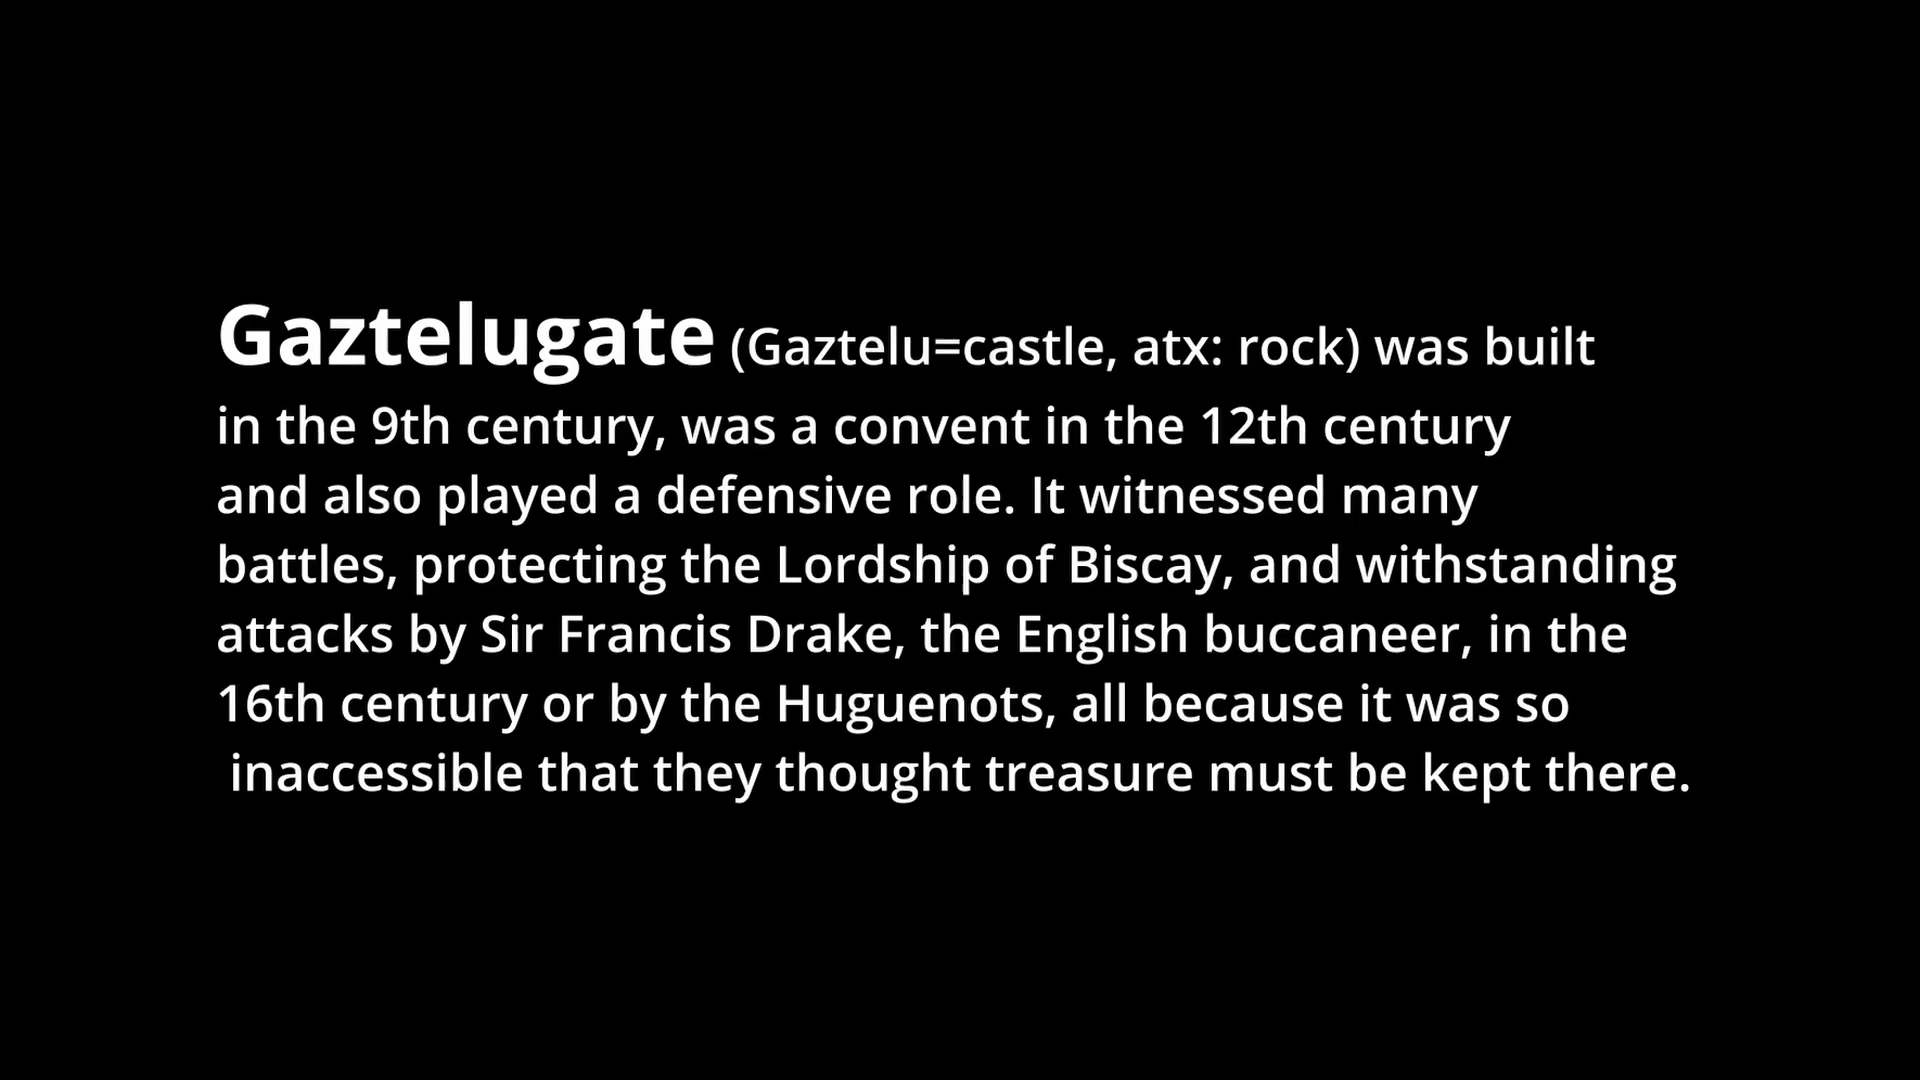 Gaztelugate (Gaztelu=castle, atx: rock) was built
in the 9th century, was a convent in the 12th century
and also played a defensive role. It witnessed many
battles, protecting the Lordship of Biscay, and withstanding
attacks by Sir Francis Drake, the English buccaneer, in the
16th century or by the Huguenots, all because it was so
inaccessible that they thought treasure must be kept there.